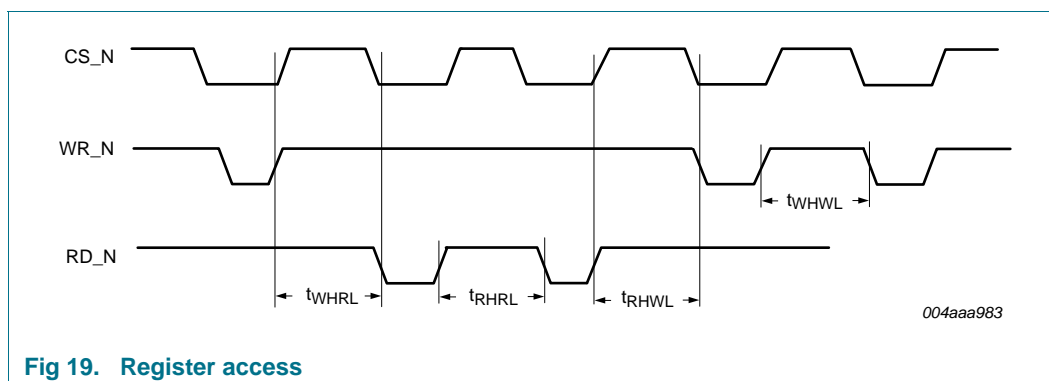 CS_N
WR_N
tWHWL
RD_N
tWHRL
tRHRL
tRHWL
004aaa983
Fig 19. Register access